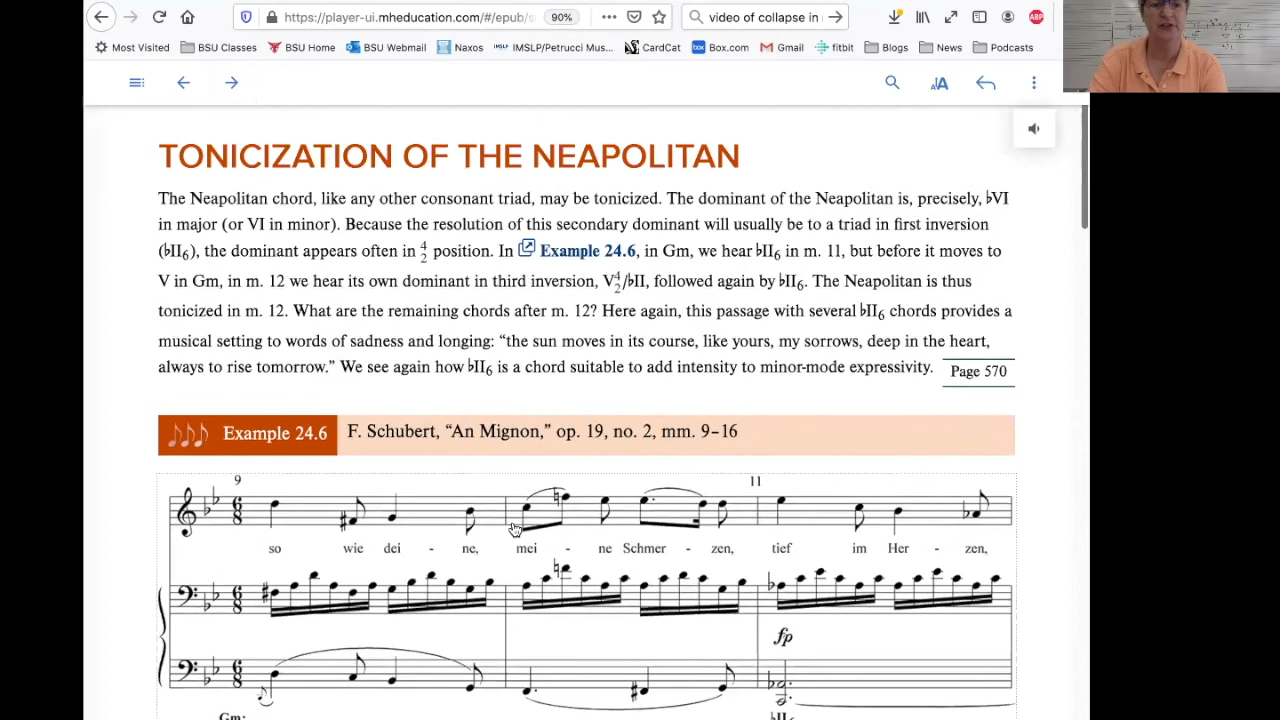 https://player-ui.mheducation.com/#/epub/s
90%
video of collapse in
ABP
Most Visited
BSU Classes
BSU Home
BSU Webmail
Naxos
IMSLP
IMSLP/Petrucci Mus...
CardCat
box
Box.com
Gmail
fitbit
Blogs
News
Podcasts
AA
TONICIZATION OF THE NEAPOLITAN
The Neapolitan chord, like any other consonant triad, may be tonicized. The dominant of the Neapolitan is, precisely, ♭VI
in major (or VI in minor). Because the resolution of this secondary dominant will usually be to a triad in first inversion
(♭II6), the dominant appears often in 4/2 position. In Example 24.6, in Gm, we hear ♭II6 in m. 11, but before it moves to
V in Gm, in m. 12 we hear its own dominant in third inversion, V4/2/♭II, followed again by ♭II6. The Neapolitan is thus
tonicized in m. 12. What are the remaining chords after m. 12? Here again, this passage with several ♭II6 chords provides a
musical setting to words of sadness and longing: “the sun moves in its course, like yours, my sorrows, deep in the heart,
always to rise tomorrow.” We see again how ♭II6 is a chord suitable to add intensity to minor-mode expressivity.
Page 570
Example 24.6 F. Schubert, “An Mignon,” op. 19, no. 2, mm. 9–16
9 11
6 8
so wie dei - ne, mei - ne Schmer - zen, tief im Her - zen,
6 8
fp
6 8
Gm: ♭II6